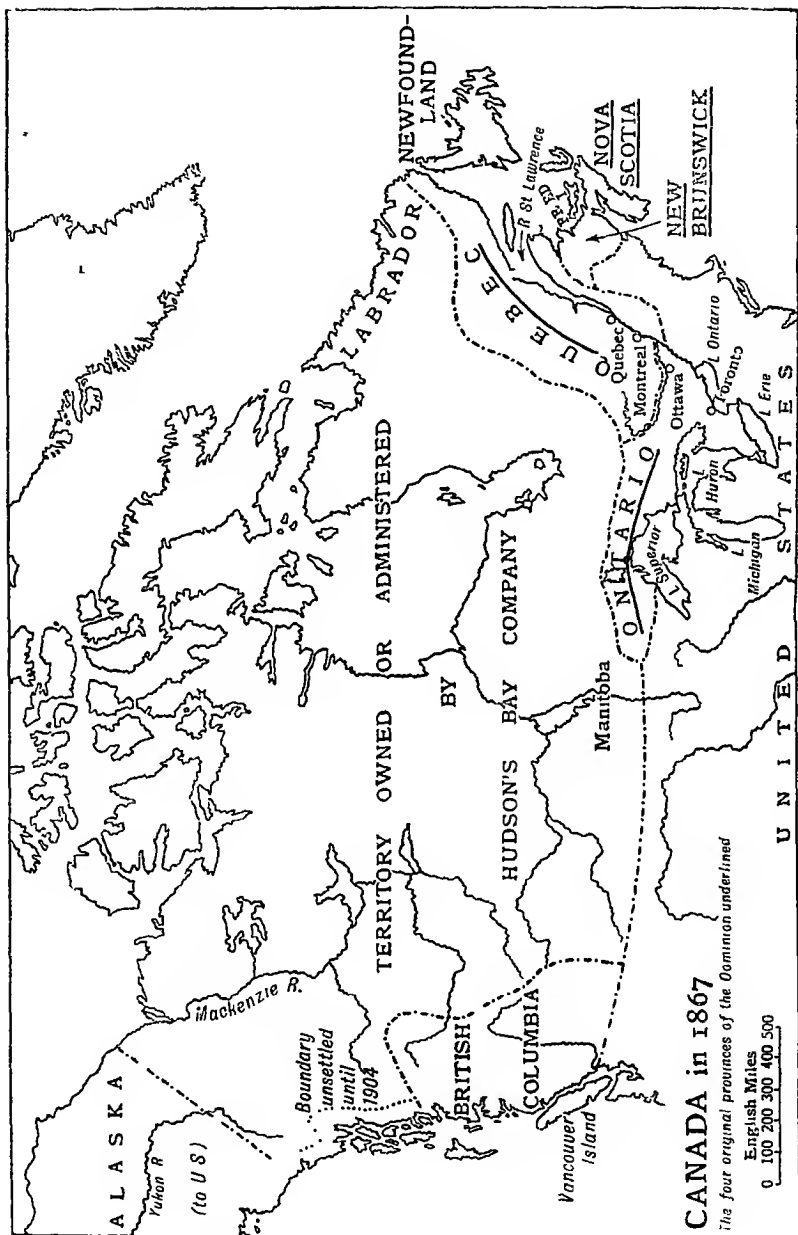 ALASKA
Yukon R
(to U S)
Mackenzie R.
Boundary
unsettled
until
1904
TERRITORY OWNED OR ADMINISTERED
BY
HUDSON'S BAY COMPANY
BRITISH
COLUMBIA
Vancouver
Island
Manitoba
LABRADOR
NEWFOUND-
LAND
QUEBEC
R St Lawrence
PR. ED I.
NOVA
SCOTIA
NEW
BRUNSWICK
Quebec
Montreal
Ottawa
ONTARIO
L Superior
L Huron
L Michigan
L Ontario
Toronto
L Erie
UNITED STATES
CANADA in 1867
The four original provinces of the Dominion underlined
English Miles
0 100 200 300 400 500